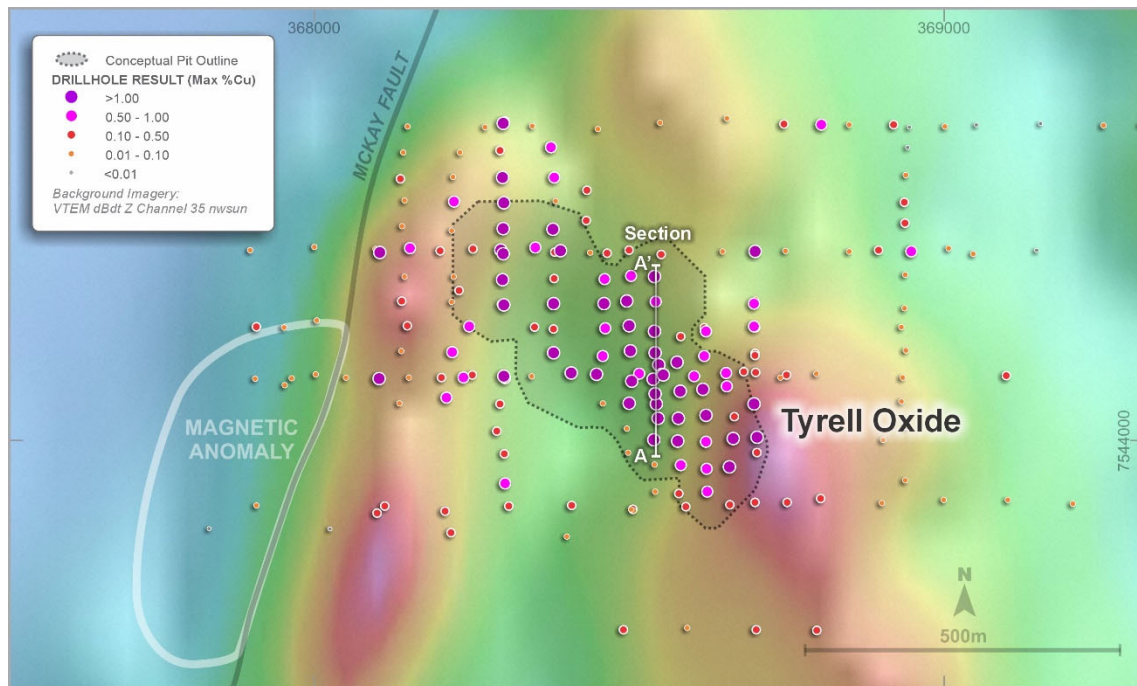 368000
369000
Conceptual Pit Outline
DRILLHOLE RESULT (Max %Cu)
>1.00
0.50 - 1.00
0.10 - 0.50
0.01 - 0.10
<0.01
Background Imagery:
VTEM dBdt Z Channel 35 nwsun
MCKAY FAULT
Section
A'
A
Tyrell Oxide
MAGNETIC
ANOMALY
7544000
N
500m